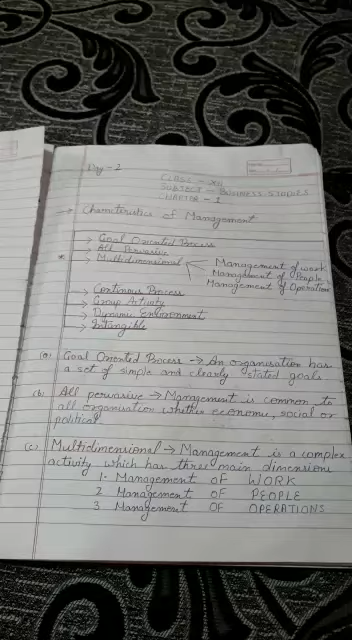 Day - 2
CLASS - XII
SUBJECT - BUSINESS STUDIES
CHAPTER - 1
→ Characteristics of Management
→ Goal Oriented Process
→ All Pervasive
* → Multidimensional
Management of work
Management of People
Management of Operation
→ Continous Process
→ Group Activity
→ Dynamic Environment
→ Intangible
(a) Goal Oriented Process → An organisation has
a set of simple and clearly stated goals
(b) All pervasive → Management is common to
all organisation whether economic, social or
political.
(c) Multidimensional → Management is a complex
activity which has three main dimensions
1. Management OF WORK
2 Management OF PEOPLE
3 Management OF OPERATIONS